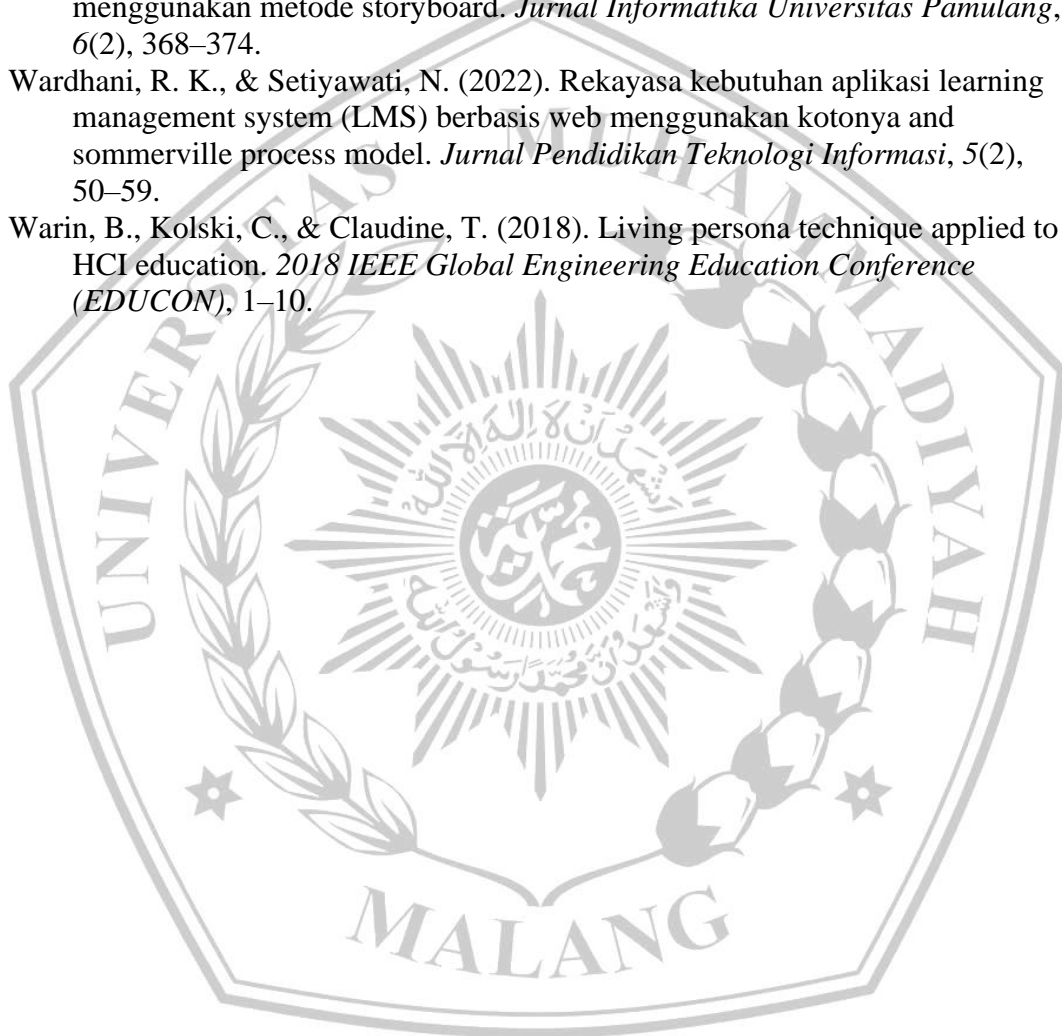 menggunakan metode storyboard. Jurnal Informatika Universitas Pamulang,
6(2), 368–374.
Wardhani, R. K., & Setiyawati, N. (2022). Rekayasa kebutuhan aplikasi learning
management system (LMS) berbasis web menggunakan kotonya and
sommerville process model. Jurnal Pendidikan Teknologi Informasi, 5(2),
50–59.
Warin, B., Kolski, C., & Claudine, T. (2018). Living persona technique applied to
HCI education. 2018 IEEE Global Engineering Education Conference
(EDUCON), 1–10.
UNIVERSITAS MUHAMMADIYAH
MALANG